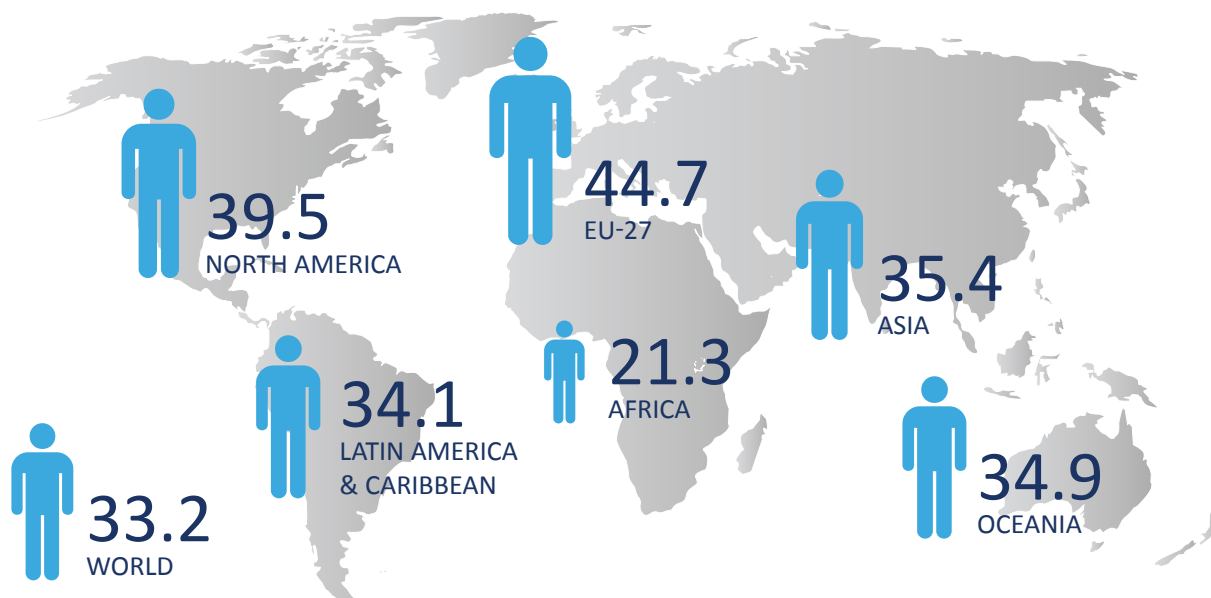 39.5
NORTH AMERICA
44.7
EU-27
35.4
ASIA
34.1
LATIN AMERICA
& CARIBBEAN
21.3
AFRICA
34.9
OCEANIA
33.2
WORLD